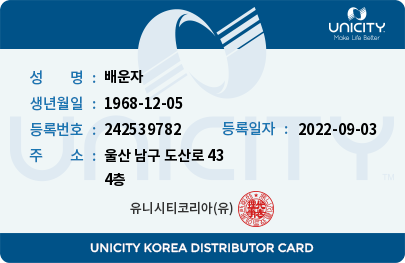 UNICITY
Make Life Better
성 명 : 배운자
생년월일 : 1968-12-05
등록번호 : 242539782 등록일자 : 2022-09-03
주 소 : 울산 남구 도산로 43
4층
UNICITY
TM
유니시티코리아(유)
UNICITY KOREA DISTRIBUTOR CARD